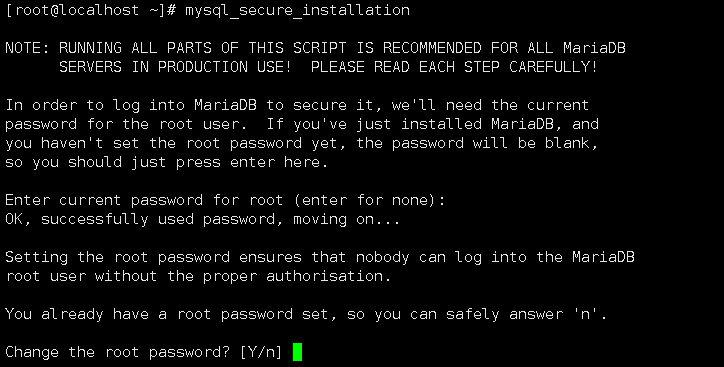 [root@localhost ~]# mysql_secure_installation
NOTE: RUNNING ALL PARTS OF THIS SCRIPT IS RECOMMENDED FOR ALL MariaDB
SERVERS IN PRODUCTION USE!  PLEASE READ EACH STEP CAREFULLY!
In order to log into MariaDB to secure it, we'll need the current
password for the root user.  If you've just installed MariaDB, and
you haven't set the root password yet, the password will be blank,
so you should just press enter here.
Enter current password for root (enter for none):
OK, successfully used password, moving on...
Setting the root password ensures that nobody can log into the MariaDB
root user without the proper authorisation.
You already have a root password set, so you can safely answer 'n'.
Change the root password? [Y/n]